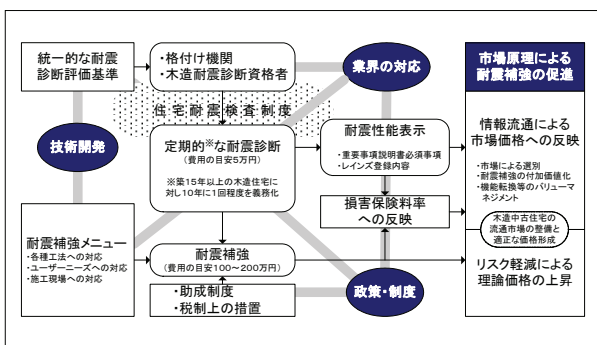 統一的な耐震
診断評価基準
・格付け機関
・木造耐震診断資格者
業界の対応
市場原理による
耐震補強の促進
住宅耐震検査制度
技術開発
定期的※な耐震診断
(費用の目安5万円)
※築15年以上の木造住宅に
対し10年に1回程度を義務化
耐震性能表示
・重要事項説明書必須事項
・レインズ登録内容
情報流通による
市場価格への反映
・市場による選別
・耐震補強の付加価値化
・機能転換等のバリューマ
ネジメント
損害保険料率
への反映
木造中古住宅の
流通市場の整備と
適正な価格形成
耐震補強メニュー
・各種工法への対応
・ユーザーニーズへの対応
・施工現場への対応
耐震補強
(費用の目安100~200万円)
・助成制度
・税制上の措置
政策・制度
リスク軽減による
理論価格の上昇